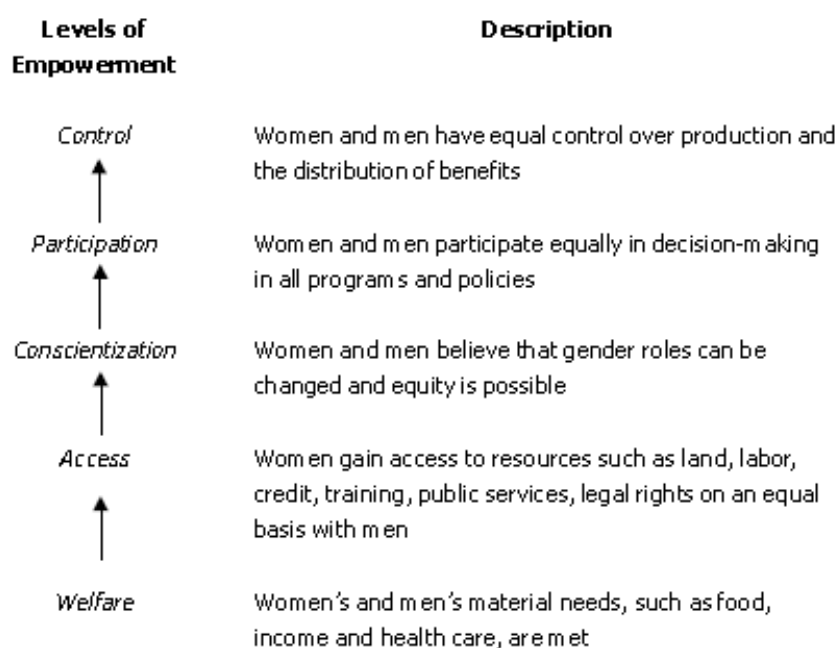 Levels of Empowerment
Description
Control
Women and men have equal control over production and
the distribution of benefits
Participation
Women and men participate equally in decision-making
in all programs and policies
Conscientization
Women and men believe that gender roles can be
changed and equity is possible
Access
Women gain access to resources such as land, labor,
credit, training, public services, legal rights on an equal
basis with men
Welfare
Women's and men's material needs, such as food,
income and health care, are met